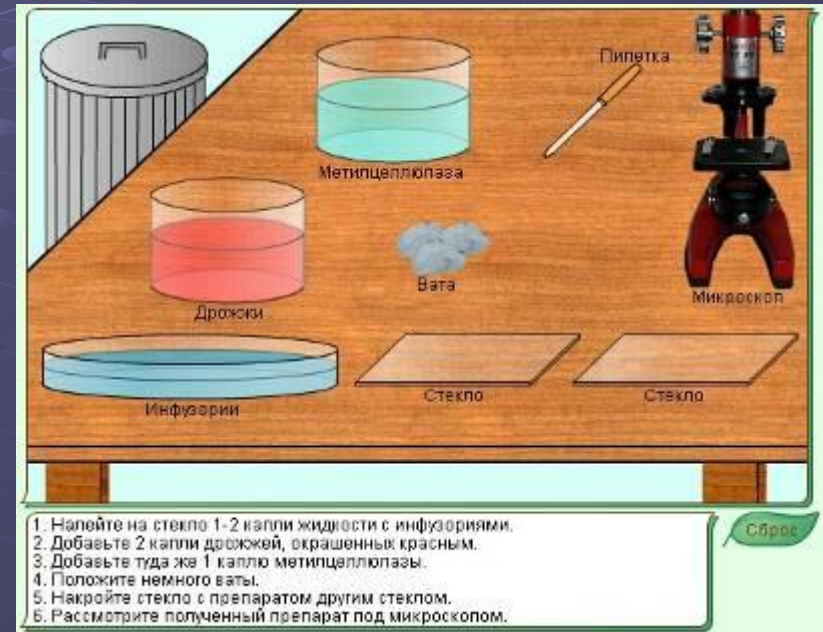 Пипетка
Метилцеллюлаза
Дрожжи
Вата
Микроскоп
Инфузории
Стекло
Стекло
1. Налейте на стекло 1-2 капли жидкости с инфузориями.
2. Добавьте 2 капли дрожжей, окрашенных красным.
3. Добавьте туда же 1 каплю метилцеллюлазы.
4. Положите немного ваты.
5. Накройте стекло с препаратом другим стеклом.
6. Рассмотрите полученный препарат под микроскопом.
Сброс